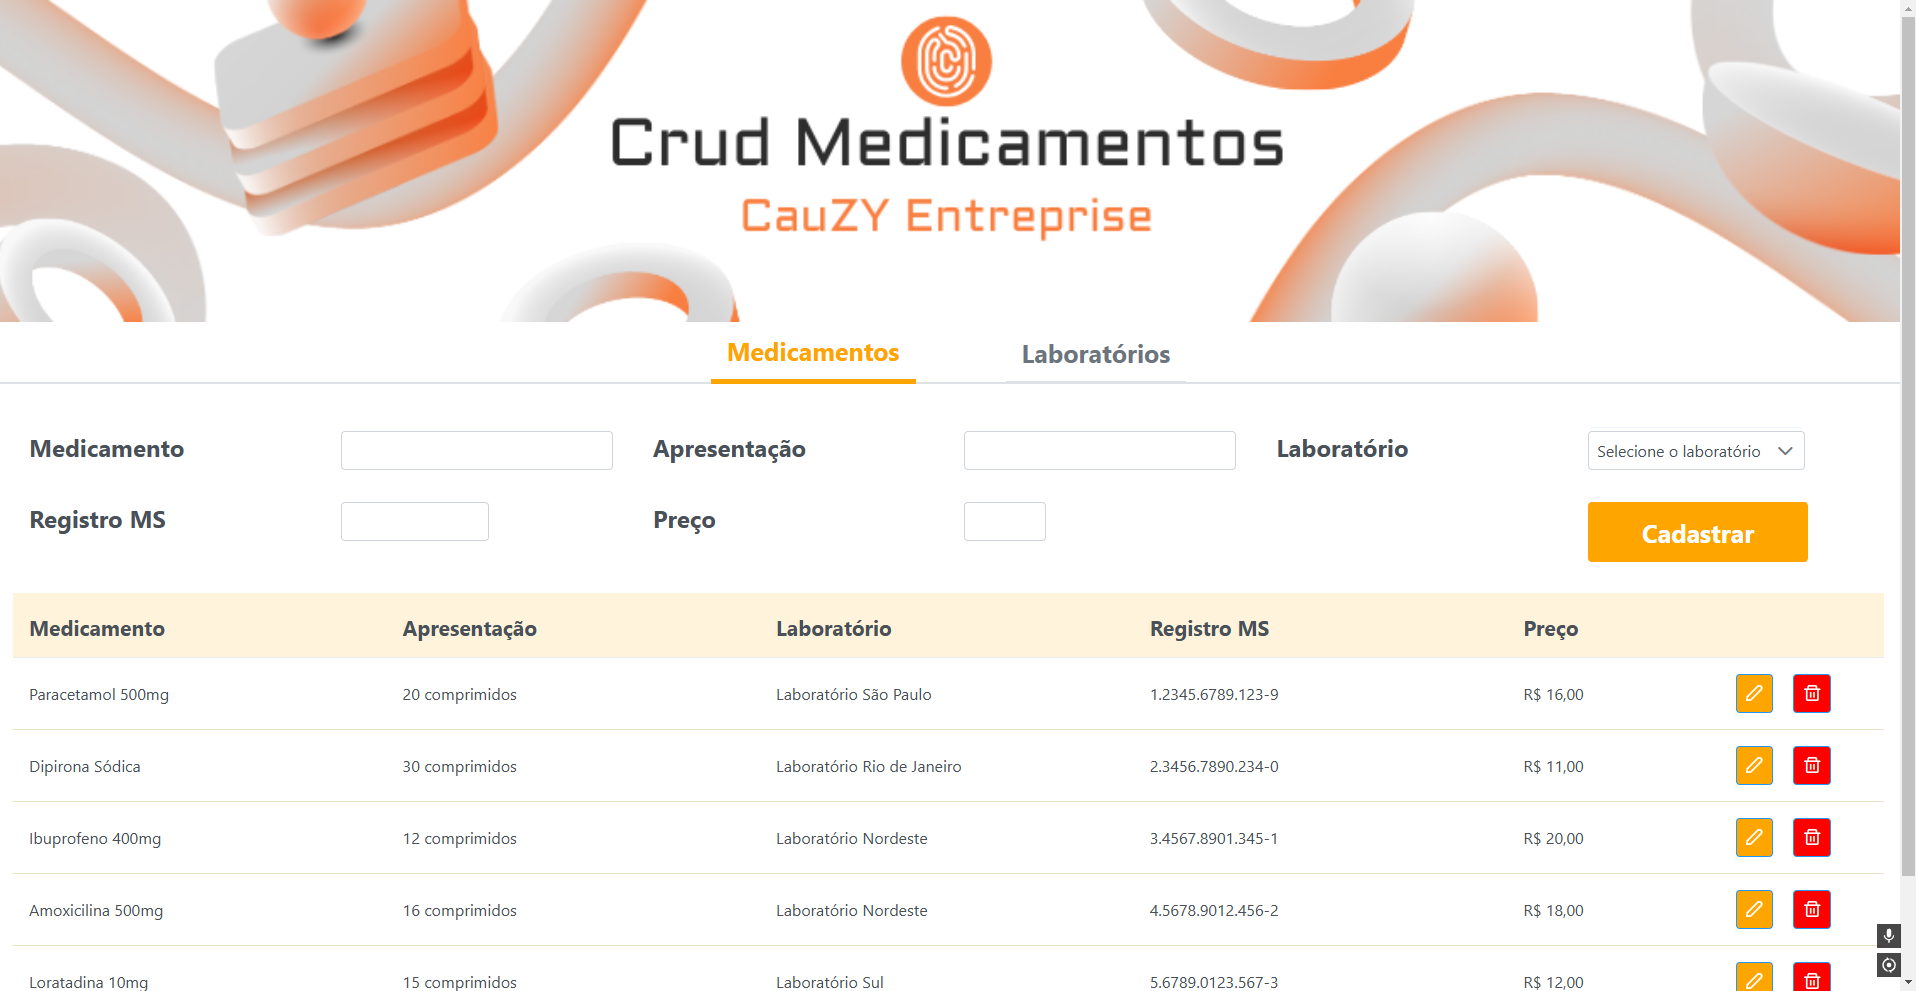 Crud Medicamentos
CauZY Entreprise
Medicamentos Laboratórios
Medicamento Apresentação Laboratório Selecione o laboratório
Registro MS Preço Cadastrar
Medicamento Apresentação Laboratório Registro MS Preço
Paracetamol 500mg 20 comprimidos Laboratório São Paulo 1.2345.6789.123-9 R$ 16,00
Dipirona Sódica 30 comprimidos Laboratório Rio de Janeiro 2.3456.7890.234-0 R$ 11,00
Ibuprofeno 400mg 12 comprimidos Laboratório Nordeste 3.4567.8901.345-1 R$ 20,00
Amoxicilina 500mg 16 comprimidos Laboratório Nordeste 4.5678.9012.456-2 R$ 18,00
Loratadina 10mg 15 comprimidos Laboratório Sul 5.6789.0123.567-3 R$ 12,00